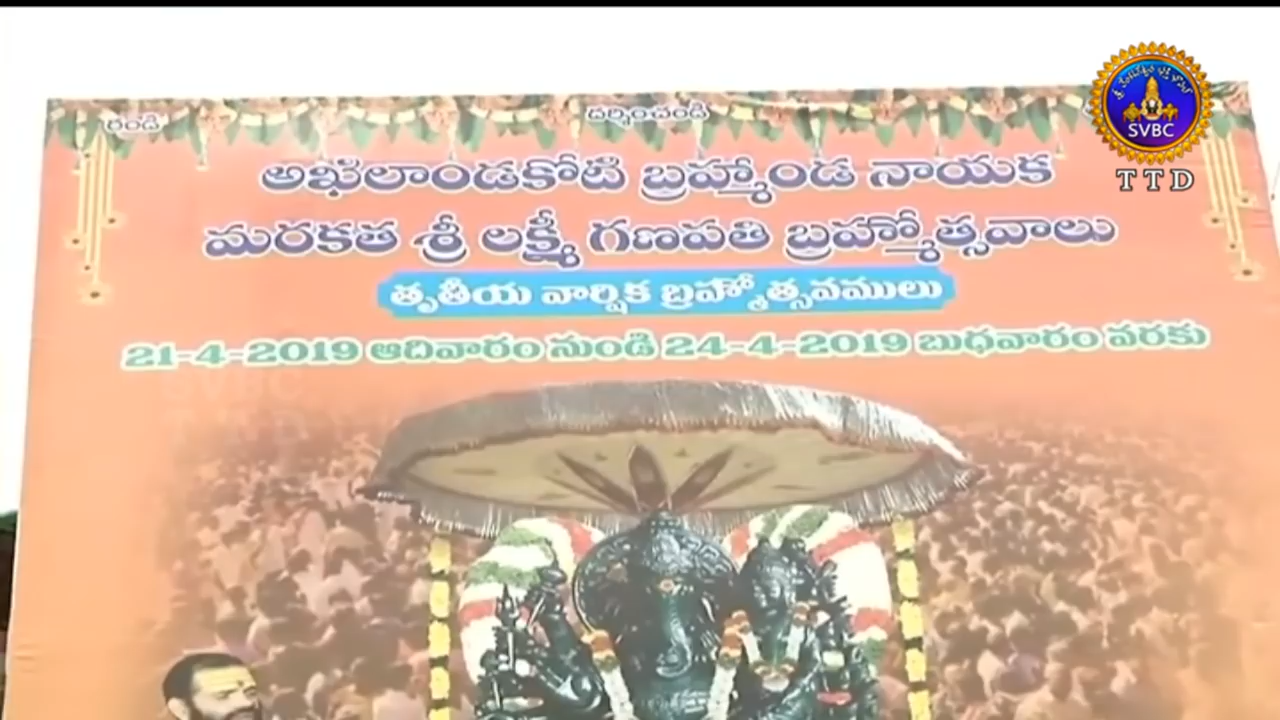 రండి దర్శించండి
అఖిలాండకోటి బ్రహ్మాండ నాయక
మరకత శ్రీ లక్ష్మీ గణపతి బ్రహ్మోత్సవాలు
తృతీయ వార్షిక బ్రహ్మోత్సవములు
21-4-2019 ఆదివారం నుండి 24-4-2019 బుధవారం వరకు
SVBC
TTD